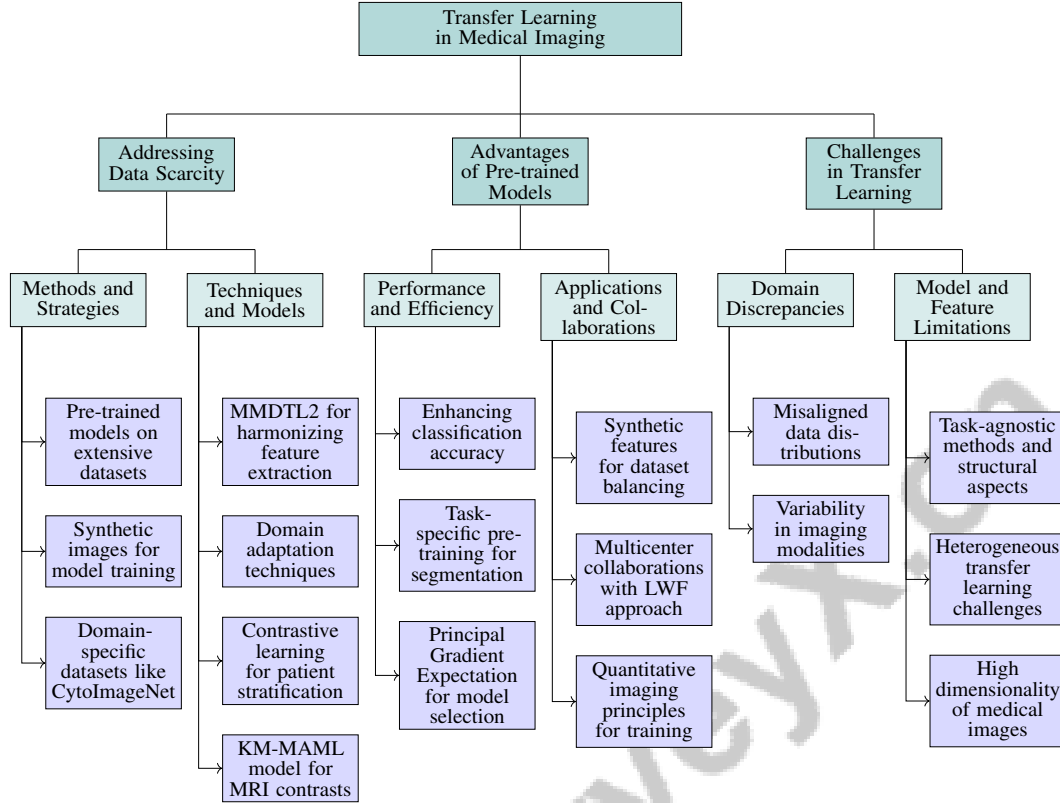 Transfer Learning
in Medical Imaging
Addressing
Data Scarcity
Advantages
of Pre-trained
Models
Challenges
in Transfer
Learning
Methods and
Strategies
Techniques
and Models
Performance
and Efficiency
Applications
and Col-
laborations
Domain
Discrepancies
Model and
Feature
Limitations
Pre-trained
models on
extensive
datasets
Synthetic
images for
model training
Domain-
specific
datasets like
CytoImageNet
MMDTL2 for
harmonizing
feature
extraction
Domain
adaptation
techniques
Contrastive
learning
for patient
stratification
KM-MAML
model for
MRI contrasts
Enhancing
classification
accuracy
Task-
specific pre-
training for
segmentation
Principal
Gradient
Expectation
for model
selection
Synthetic
features
for dataset
balancing
Multicenter
collaborations
with LWF
approach
Quantitative
imaging
principles
for training
Misaligned
data dis-
tributions
Variability
in imaging
modalities
Task-agnostic
methods and
structural
aspects
Heterogeneous
transfer
learning
challenges
High
dimensionality
of medical
images